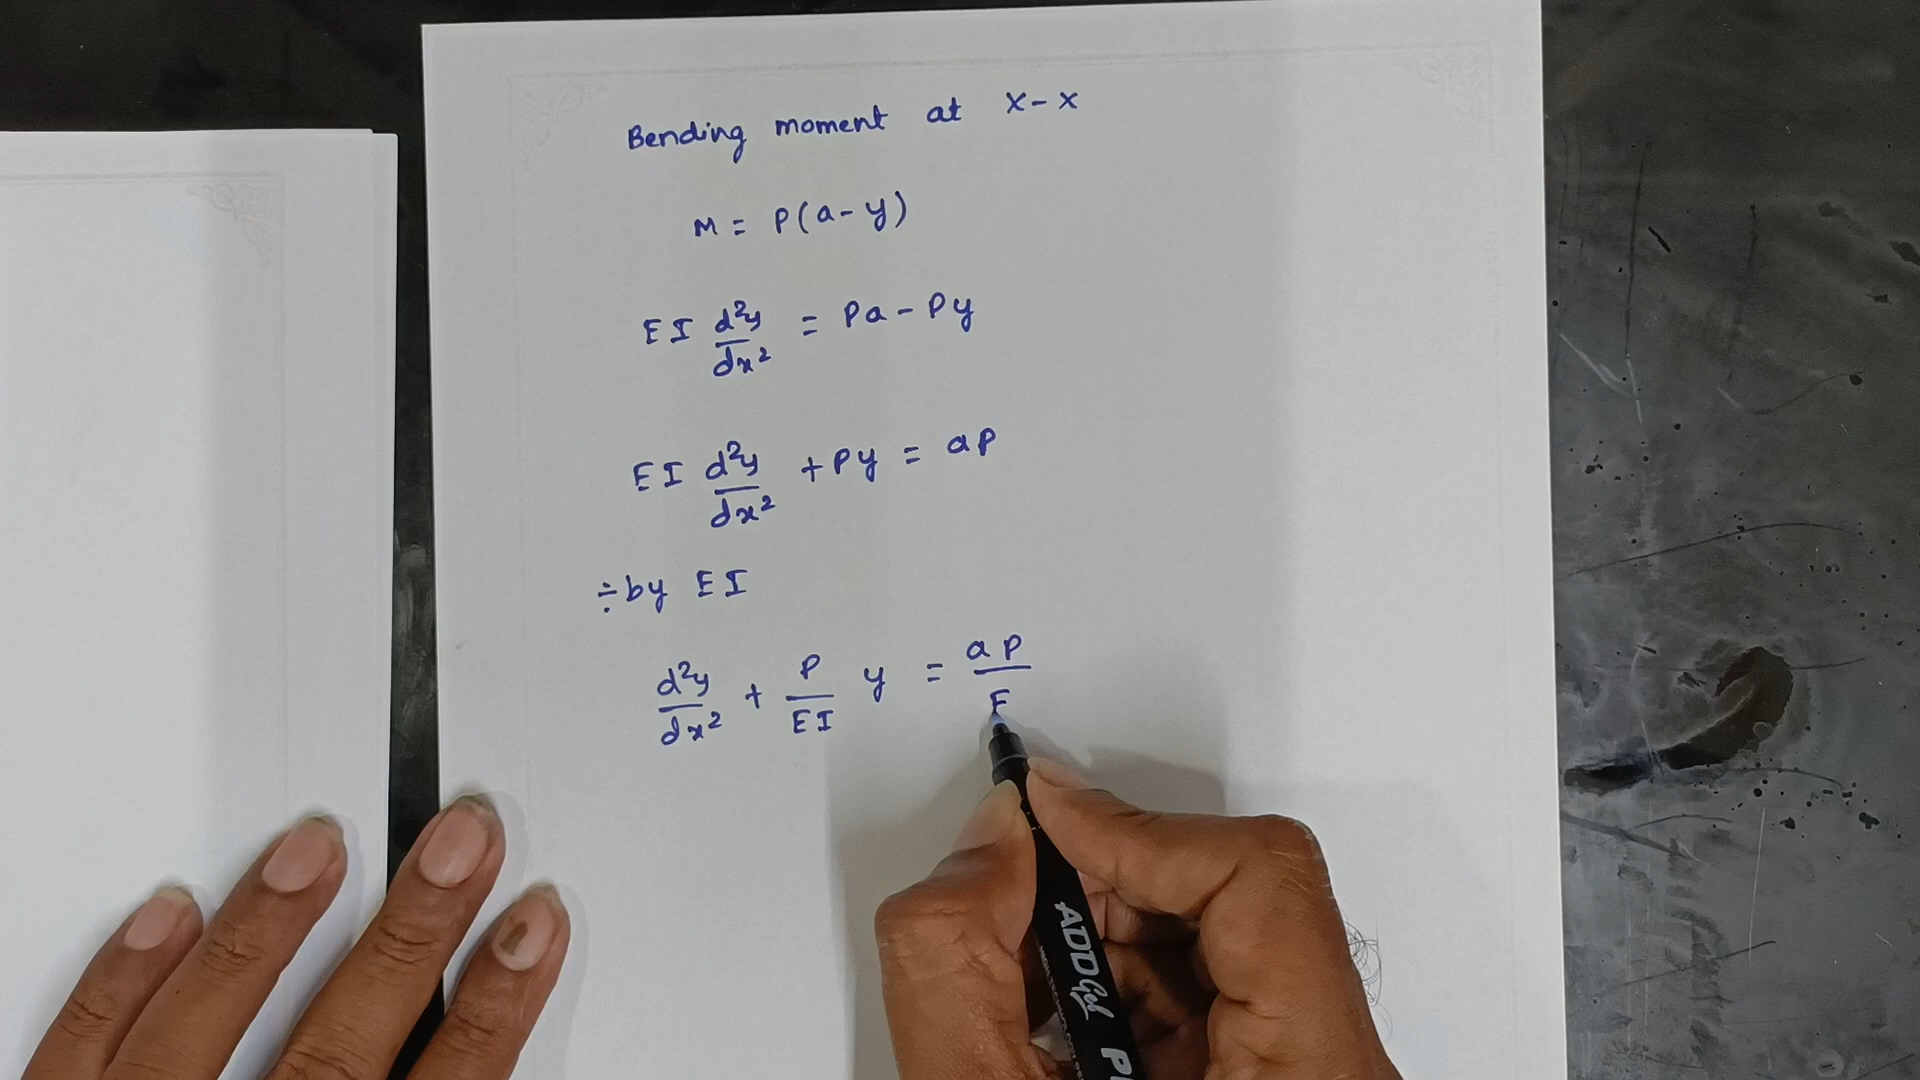 Bending moment at x-x
M = P(a-y)
EI d²y/dx² = Pa - Py
EI d²y/dx² + Py = aP
÷ by EI
d²y/dx² + P/EI y = aP/E
ADD Gel